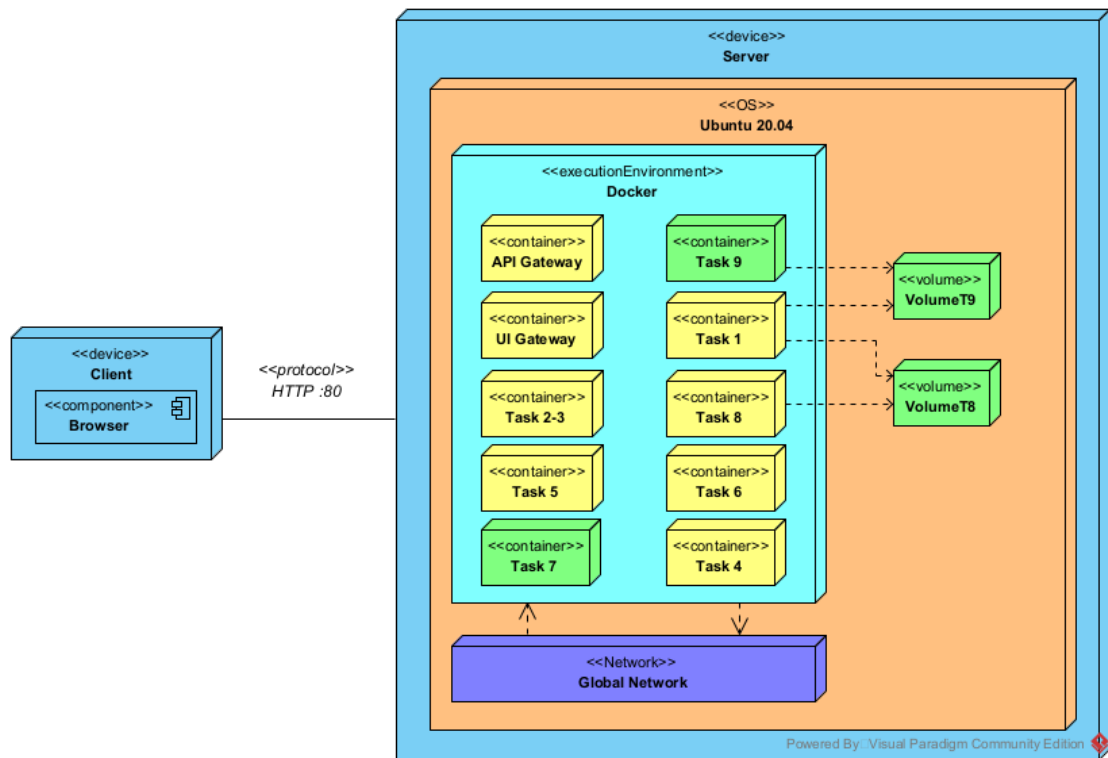 <<device>>
Server
<<OS>>
Ubuntu 20.04
<<executionEnvironment>>
Docker
<<container>>
API Gateway
<<container>>
Task 9
<<volume>>
VolumeT9
<<container>>
UI Gateway
<<container>>
Task 1
<<device>>
Client
<<component>>
Browser
<<protocol>>
HTTP :80
<<container>>
Task 2-3
<<container>>
Task 8
<<volume>>
VolumeT8
<<container>>
Task 5
<<container>>
Task 6
<<container>>
Task 7
<<container>>
Task 4
<<Network>>
Global Network
Powered By Visual Paradigm Community Edition